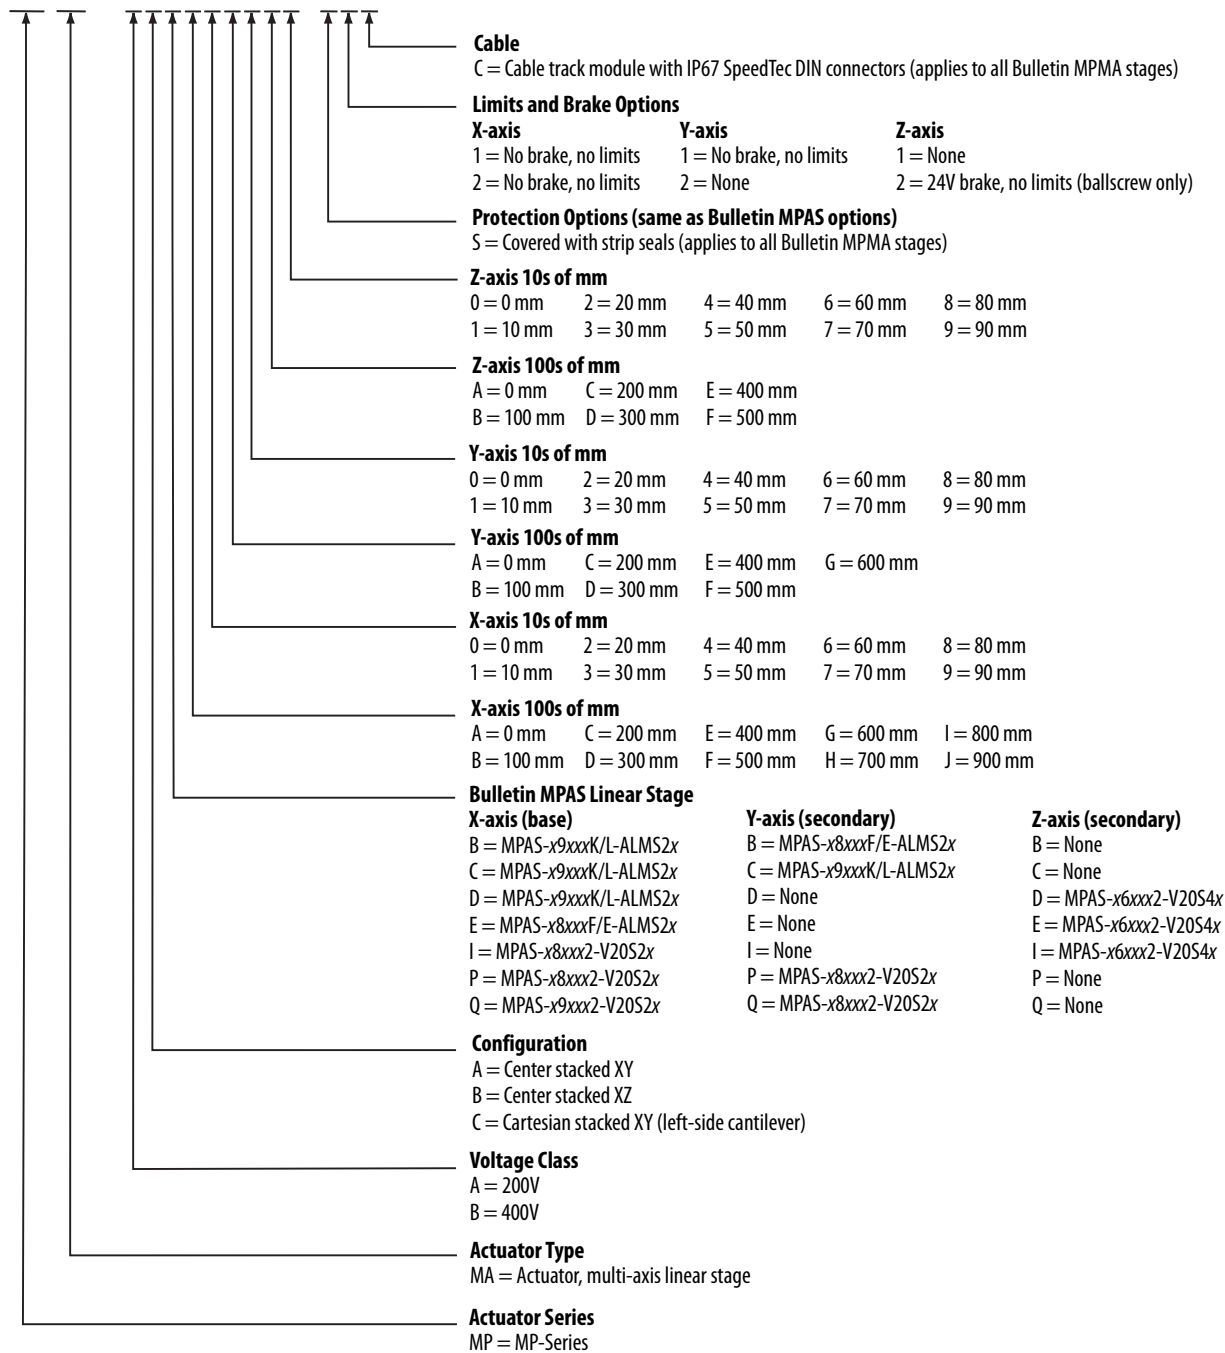 Cable
C = Cable track module with IP67 SpeedTec DIN connectors (applies to all Bulletin MPMA stages)
Limits and Brake Options
X-axis Y-axis Z-axis
1 = No brake, no limits 1 = No brake, no limits 1 = None
2 = No brake, no limits 2 = None 2 = 24V brake, no limits (ballscrew only)
Protection Options (same as Bulletin MPAS options)
S = Covered with strip seals (applies to all Bulletin MPMA stages)
Z-axis 10s of mm
0 = 0 mm 2 = 20 mm 4 = 40 mm 6 = 60 mm 8 = 80 mm
1 = 10 mm 3 = 30 mm 5 = 50 mm 7 = 70 mm 9 = 90 mm
Z-axis 100s of mm
A = 0 mm C = 200 mm E = 400 mm
B = 100 mm D = 300 mm F = 500 mm
Y-axis 10s of mm
0 = 0 mm 2 = 20 mm 4 = 40 mm 6 = 60 mm 8 = 80 mm
1 = 10 mm 3 = 30 mm 5 = 50 mm 7 = 70 mm 9 = 90 mm
Y-axis 100s of mm
A = 0 mm C = 200 mm E = 400 mm G = 600 mm
B = 100 mm D = 300 mm F = 500 mm
X-axis 10s of mm
0 = 0 mm 2 = 20 mm 4 = 40 mm 6 = 60 mm 8 = 80 mm
1 = 10 mm 3 = 30 mm 5 = 50 mm 7 = 70 mm 9 = 90 mm
X-axis 100s of mm
A = 0 mm C = 200 mm E = 400 mm G = 600 mm I = 800 mm
B = 100 mm D = 300 mm F = 500 mm H = 700 mm J = 900 mm
Bulletin MPAS Linear Stage
X-axis (base) Y-axis (secondary) Z-axis (secondary)
B = MPAS-x9xxxK/L-ALMS2x B = MPAS-x8xxxF/E-ALMS2x B = None
C = MPAS-x9xxxK/L-ALMS2x C = MPAS-x9xxxK/L-ALMS2x C = None
D = MPAS-x9xxxK/L-ALMS2x D = None D = MPAS-x6xxx2-V20S4x
E = MPAS-x8xxxF/E-ALMS2x E = None E = MPAS-x6xxx2-V20S4x
I = MPAS-x8xxx2-V20S2x I = None I = MPAS-x6xxx2-V20S4x
P = MPAS-x8xxx2-V20S2x P = MPAS-x8xxx2-V20S2x P = None
Q = MPAS-x9xxx2-V20S2x Q = MPAS-x8xxx2-V20S2x Q = None
Configuration
A = Center stacked XY
B = Center stacked XZ
C = Cartesian stacked XY (left-side cantilever)
Voltage Class
A = 200V
B = 400V
Actuator Type
MA = Actuator, multi-axis linear stage
Actuator Series
MP = MP-Series